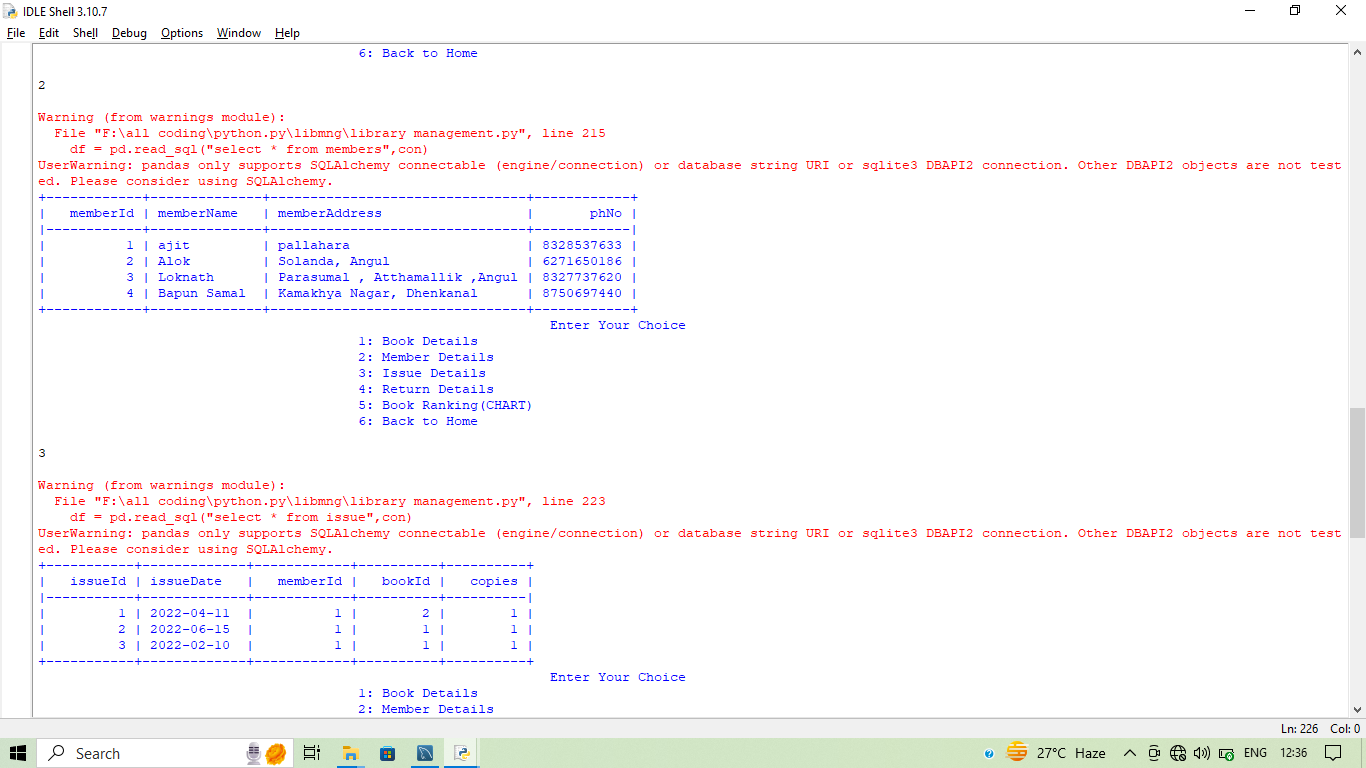 IDLE Shell 3.10.7
File Edit Shell Debug Options Window Help
6: Back to Home
2
Warning (from warnings module):
File "F:\all coding\python.py\libmng\library management.py", line 215
df = pd.read_sql("select * from members",con)
UserWarning: pandas only supports SQLAlchemy connectable (engine/connection) or database string URI or sqlite3 DBAPI2 connection. Other DBAPI2 objects are not test
ed. Please consider using SQLAlchemy.
+------------+--------------+--------------------------------+------------+
|   memberId | memberName   | memberAddress                  |       phNo |
|------------+--------------+--------------------------------+------------|
|          1 | ajit         | pallahara                      | 8328537633 |
|          2 | Alok         | Solanda, Angul                 | 6271650186 |
|          3 | Loknath      | Parasumal , Atthamallik ,Angul | 8327737620 |
|          4 | Bapun Samal  | Kamakhya Nagar, Dhenkanal      | 8750697440 |
+------------+--------------+--------------------------------+------------+
Enter Your Choice
1: Book Details
2: Member Details
3: Issue Details
4: Return Details
5: Book Ranking(CHART)
6: Back to Home
3
Warning (from warnings module):
File "F:\all coding\python.py\libmng\library management.py", line 223
df = pd.read_sql("select * from issue",con)
UserWarning: pandas only supports SQLAlchemy connectable (engine/connection) or database string URI or sqlite3 DBAPI2 connection. Other DBAPI2 objects are not test
ed. Please consider using SQLAlchemy.
+-----------+-------------+------------+----------+----------+
|   issueId | issueDate   |   memberId |   bookId |   copies |
|-----------+-------------+------------+----------+----------|
|         1 | 2022-04-11  |          1 |        2 |        1 |
|         2 | 2022-06-15  |          1 |        1 |        1 |
|         3 | 2022-02-10  |          1 |        1 |        1 |
+-----------+-------------+------------+----------+----------+
Enter Your Choice
1: Book Details
2: Member Details
Ln: 226 Col: 0
Search 27°C Haze ENG 12:36